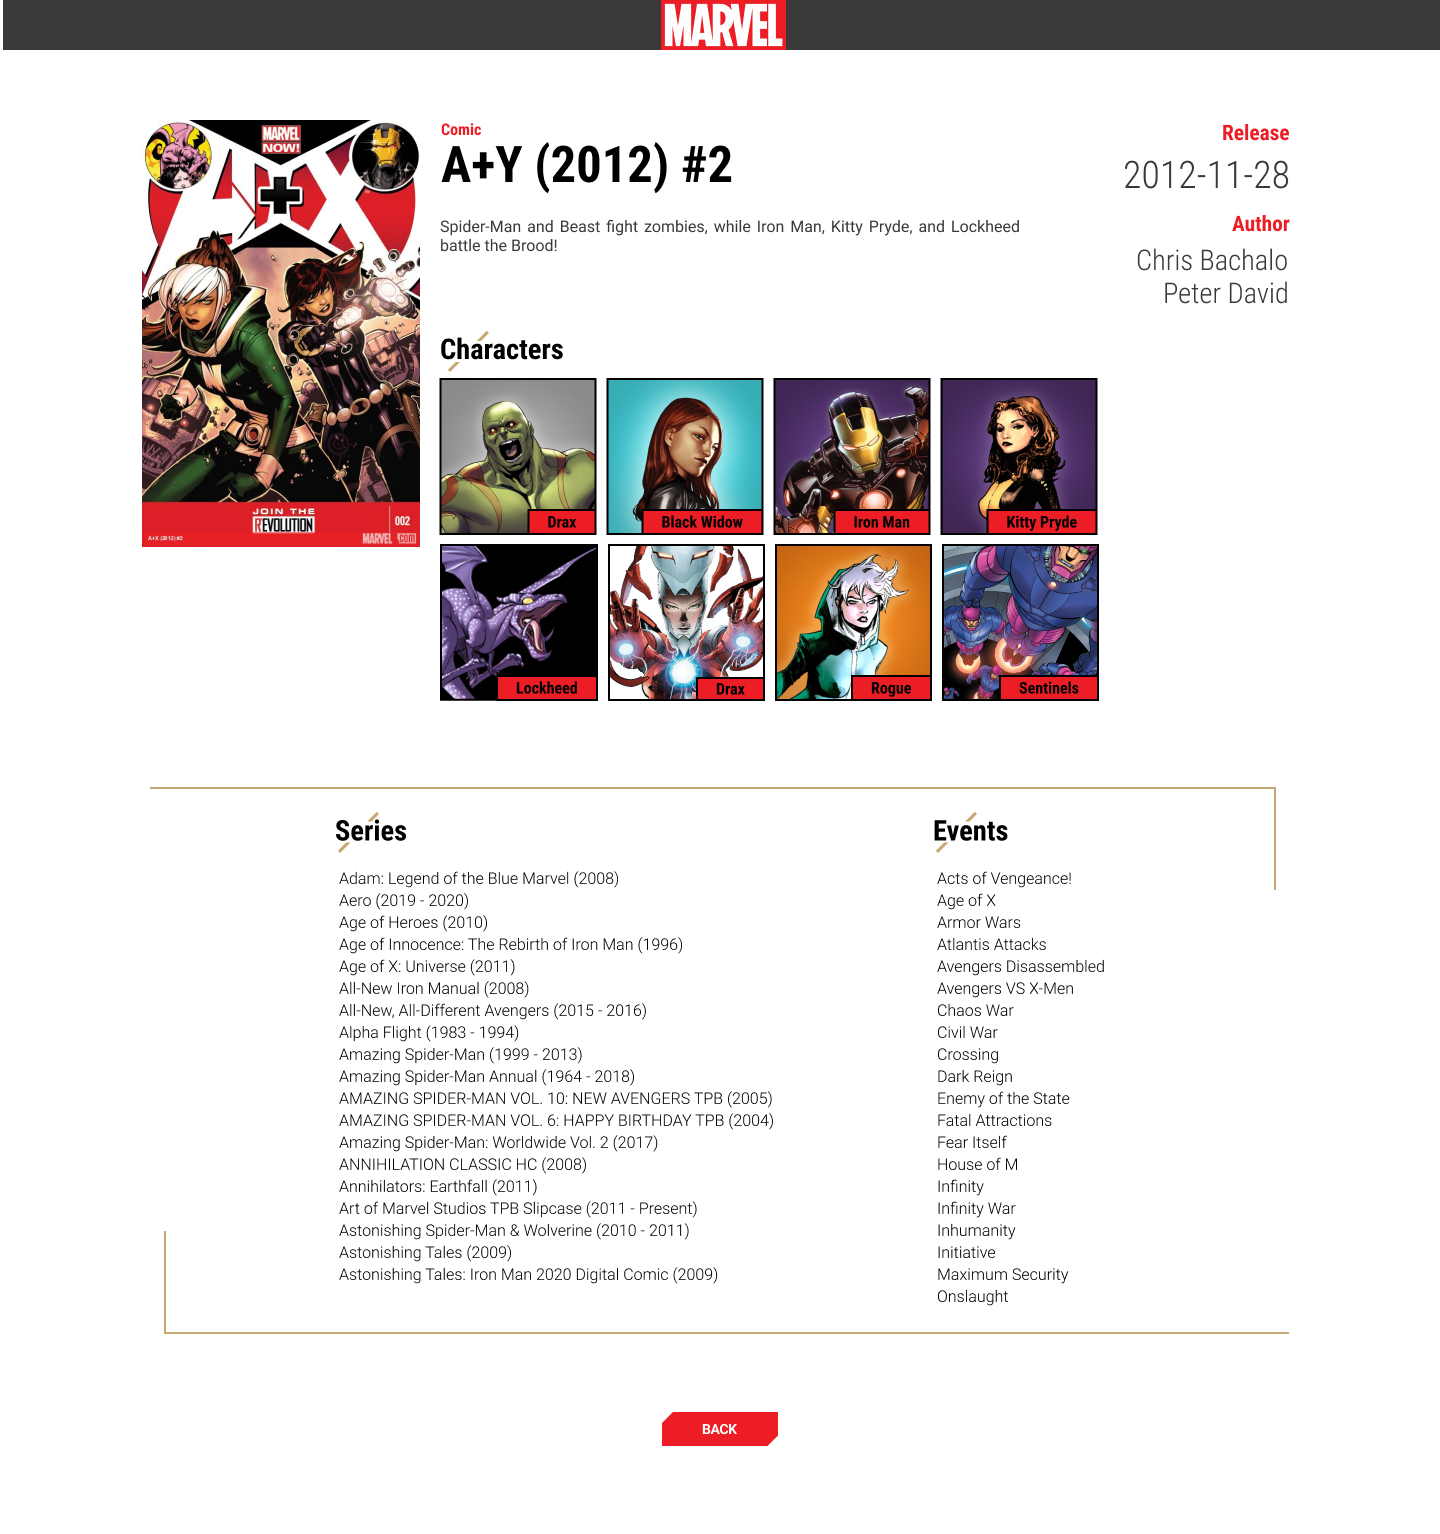 MARVEL
MARVEL
NOW!
A+X
JOIN THE
REVOLUTION
002
A+X (2012) #2
MARVEL
.com
Comic
A+Y (2012) #2
Spider-Man and Beast fight zombies, while Iron Man, Kitty Pryde, and Lockheed
battle the Brood!
Release
2012-11-28
Author
Chris Bachalo
Peter David
Characters
Drax
Black Widow
Iron Man
Kitty Pryde
Lockheed
Drax
Rogue
Sentinels
Series
Adam: Legend of the Blue Marvel (2008)
Aero (2019 - 2020)
Age of Heroes (2010)
Age of Innocence: The Rebirth of Iron Man (1996)
Age of X: Universe (2011)
All-New Iron Manual (2008)
All-New, All-Different Avengers (2015 - 2016)
Alpha Flight (1983 - 1994)
Amazing Spider-Man (1999 - 2013)
Amazing Spider-Man Annual (1964 - 2018)
AMAZING SPIDER-MAN VOL. 10: NEW AVENGERS TPB (2005)
AMAZING SPIDER-MAN VOL. 6: HAPPY BIRTHDAY TPB (2004)
Amazing Spider-Man: Worldwide Vol. 2 (2017)
ANNIHILATION CLASSIC HC (2008)
Annihilators: Earthfall (2011)
Art of Marvel Studios TPB Slipcase (2011 - Present)
Astonishing Spider-Man & Wolverine (2010 - 2011)
Astonishing Tales (2009)
Astonishing Tales: Iron Man 2020 Digital Comic (2009)
Events
Acts of Vengeance!
Age of X
Armor Wars
Atlantis Attacks
Avengers Disassembled
Avengers VS X-Men
Chaos War
Civil War
Crossing
Dark Reign
Enemy of the State
Fatal Attractions
Fear Itself
House of M
Infinity
Infinity War
Inhumanity
Initiative
Maximum Security
Onslaught
BACK